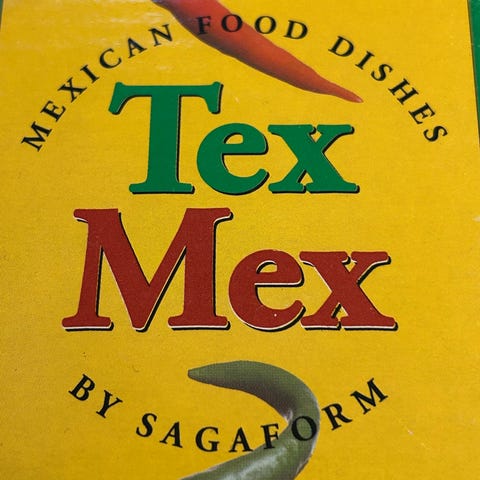 MEXICAN FOOD DISHES
Tex
Mex
BY SAGAFORM